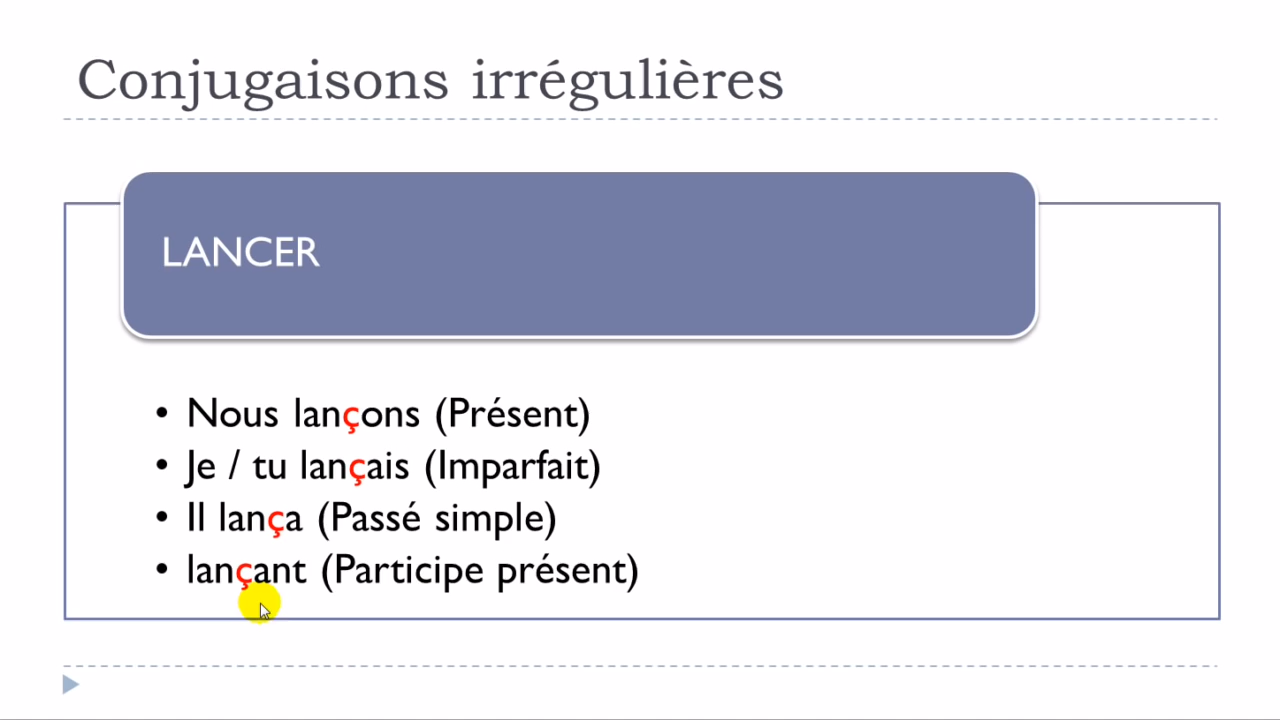 Conjugaisons irrégulières
LANCER
• Nous lançons (Présent)
• Je / tu lançais (Imparfait)
• Il lança (Passé simple)
• lançant (Participe présent)